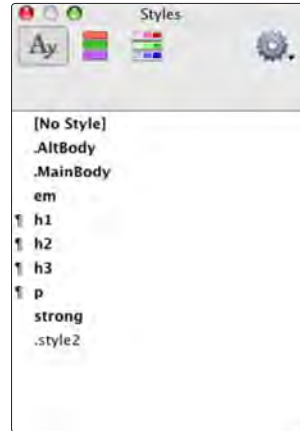 Styles
Ay
[No Style]
.AltBody
.MainBody
em
¶ h1
¶ h2
¶ h3
¶ p
strong
.style2